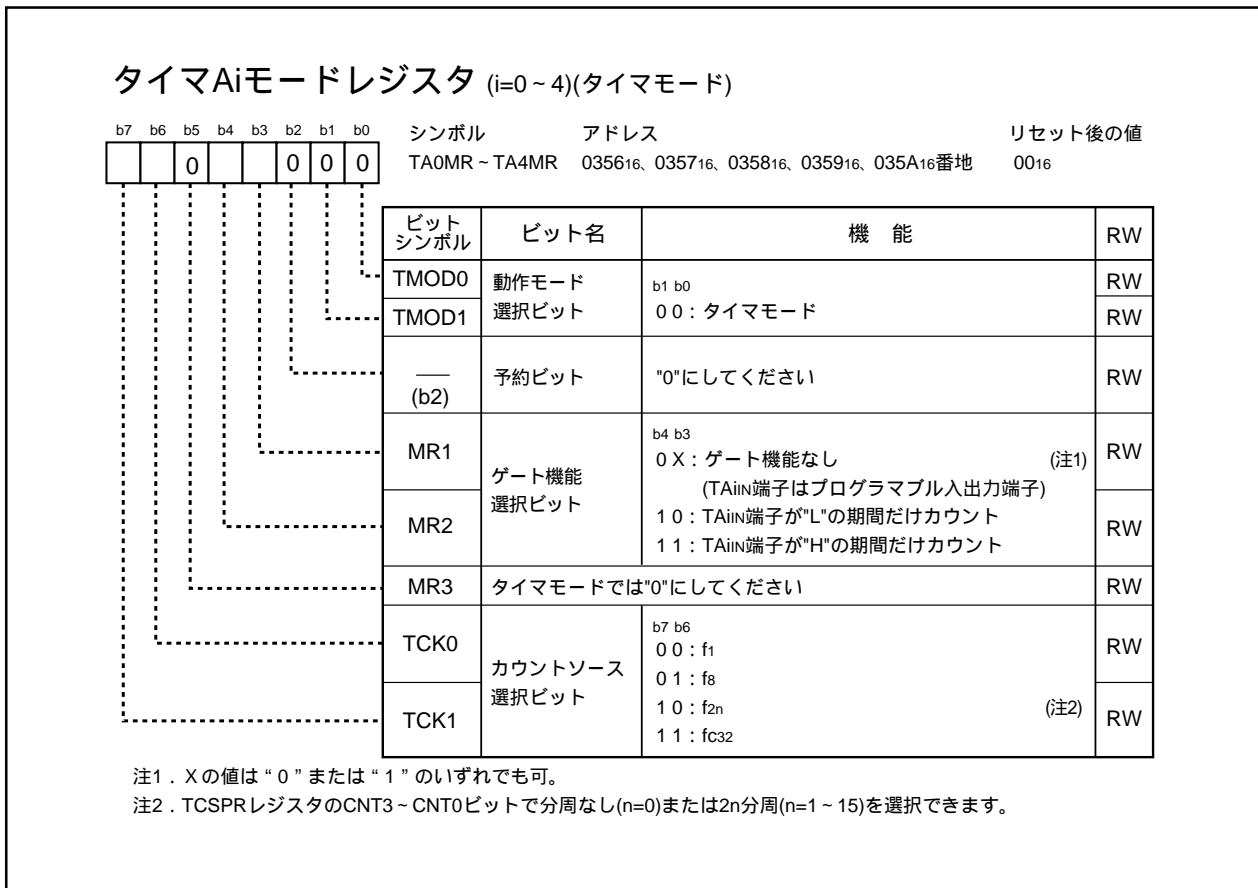 タイマAiモードレジスタ (i=0～4)(タイマモード)
b7 b6 b5 b4 b3 b2 b1 b0
0 0 0 0
シンボル アドレス リセット後の値
TA0MR～TA4MR 035616、035716、035816、035916、035A16番地 0016
ビット
シンボル ビット名 機 能 RW
TMOD0 動作モード b1 b0 RW
TMOD1 選択ビット 0 0：タイマモード RW
(b2) 予約ビット "0"にしてください RW
b4 b3
MR1 0 X：ゲート機能なし (注1) RW
ゲート機能 (TAiIN端子はプログラマブル入出力端子)
選択ビット
MR2 1 0：TAiIN端子が"L"の期間だけカウント RW
1 1：TAiIN端子が"H"の期間だけカウント
MR3 タイマモードでは"0"にしてください RW
b7 b6
TCK0 0 0：f1 RW
カウントソース 0 1：f8
選択ビット
TCK1 1 0：f2n (注2) RW
1 1：fC32
注1．Xの値は“0”または“1”のいずれでも可。
注2．TCSPRレジスタのCNT3～CNT0ビットで分周なし(n=0)または2n分周(n=1～15)を選択できます。